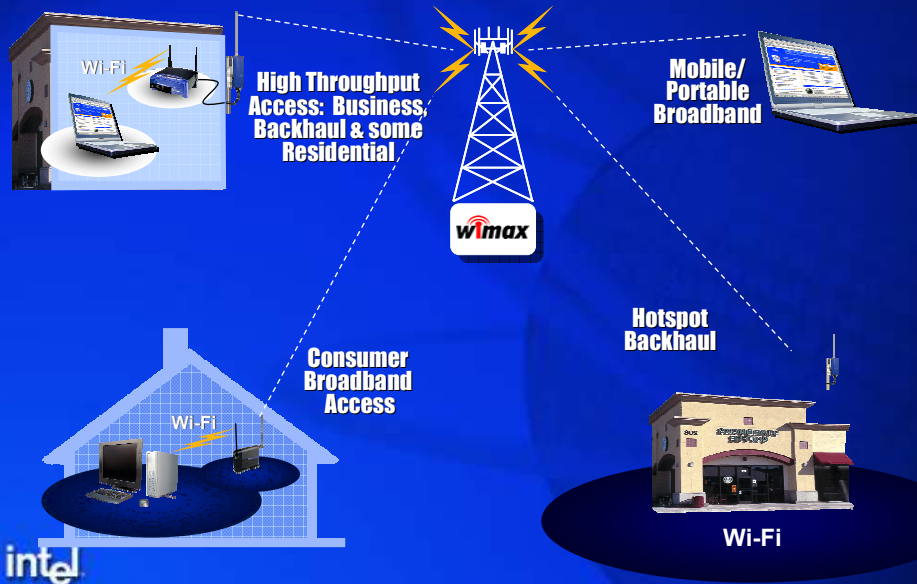 Wi-Fi
High Throughput
Access: Business,
Backhaul & some
Residential
Mobile/
Portable
Broadband
wimax
Hotspot
Backhaul
Consumer
Broadband
Access
Wi-Fi
Wi-Fi
intel